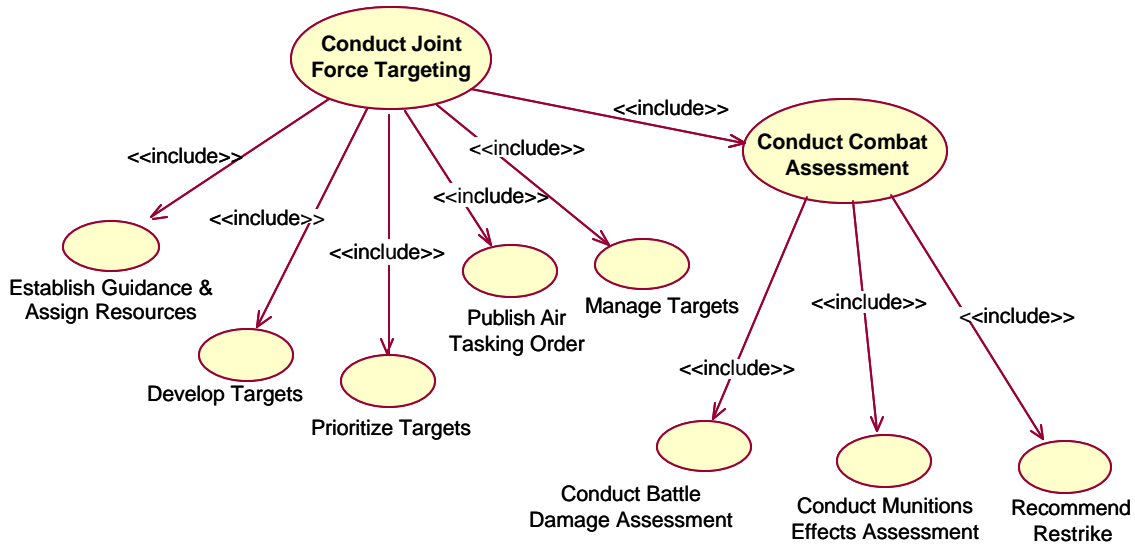 Conduct Joint
Force Targeting
<<include>>
Conduct Combat
Assessment
<<include>>
<<include>>
<<include>>
<<include>>
<<include>>
Establish Guidance &
Assign Resources
Develop Targets
Prioritize Targets
Publish Air
Tasking Order
Manage Targets
<<include>>
<<include>>
<<include>>
Conduct Battle
Damage Assessment
Conduct Munitions
Effects Assessment
Recommend
Restrike